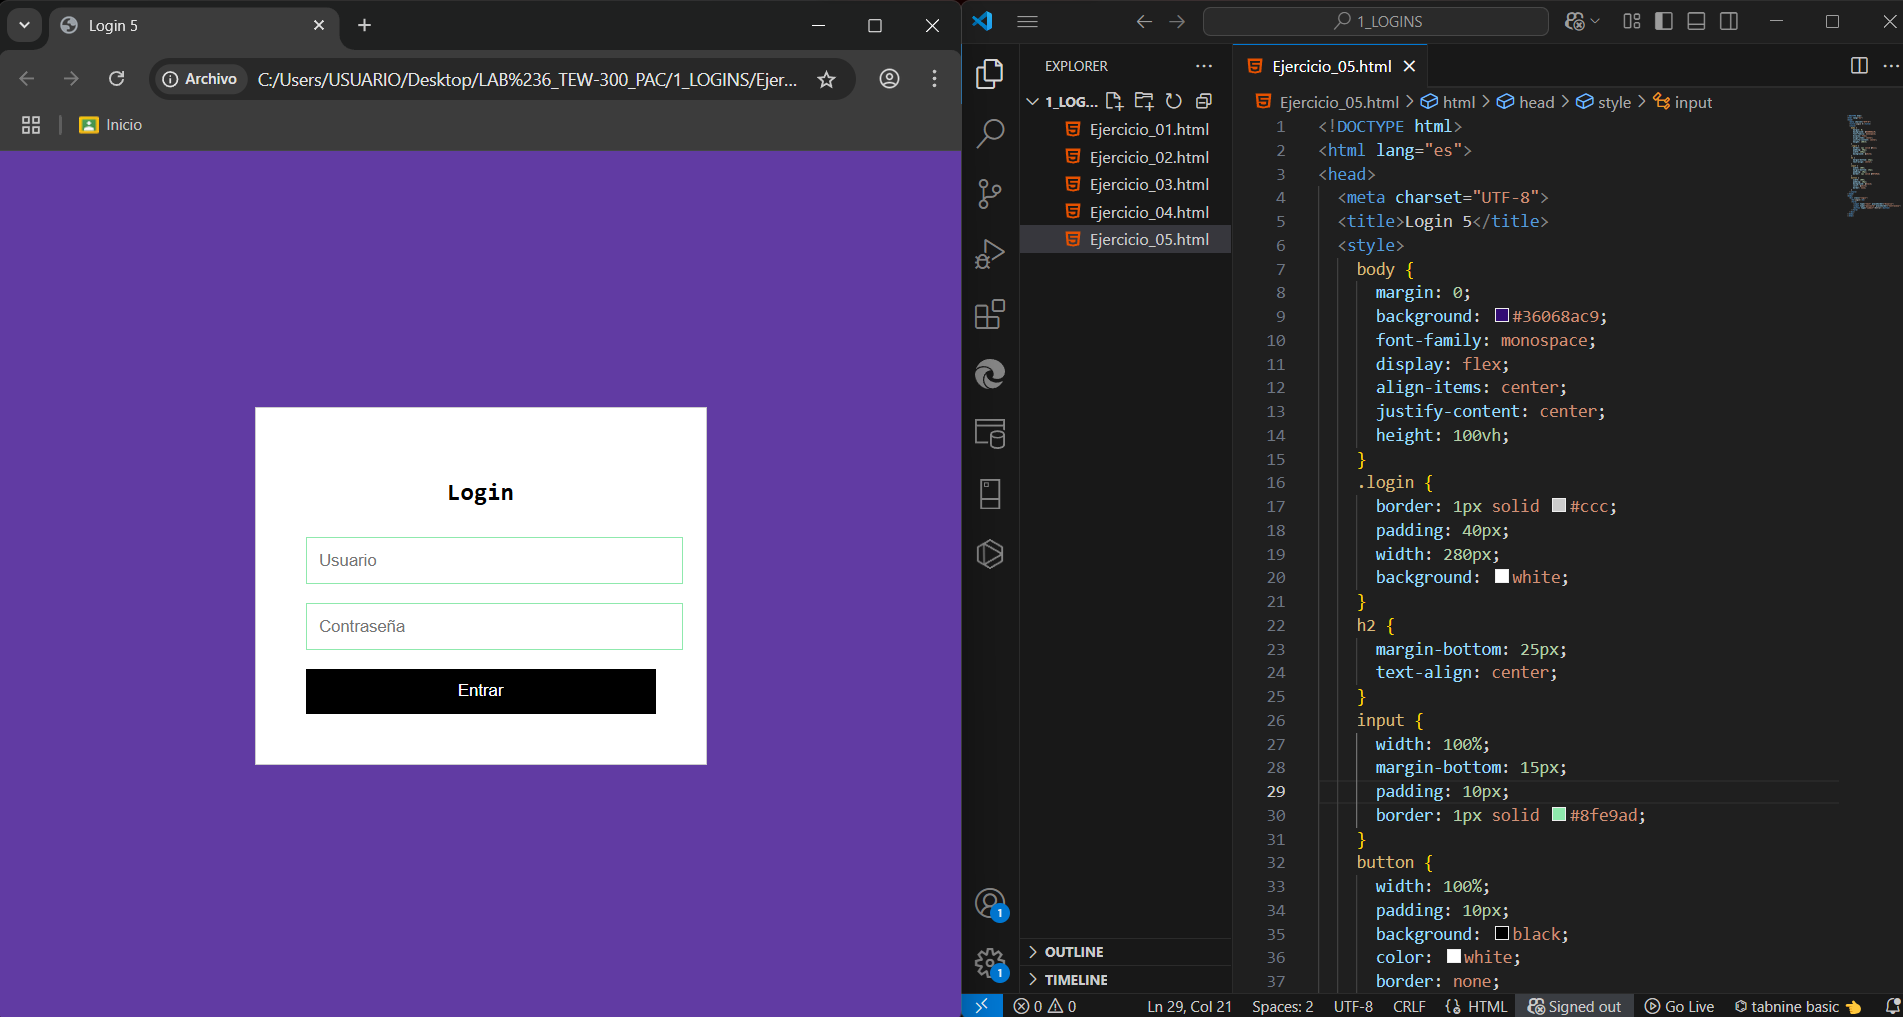 Login 5
Archivo
C:/Users/USUARIO/Desktop/LAB%236_TEW-300_PAC/1_LOGINS/Ejer...
Inicio
Login
Usuario
Contraseña
Entrar
1_LOGINS
EXPLORER
1_LOG...
Ejercicio_01.html
Ejercicio_02.html
Ejercicio_03.html
Ejercicio_04.html
Ejercicio_05.html
OUTLINE
TIMELINE
1
1
Ejercicio_05.html
Ejercicio_05.html > html > head > style > input
1 <!DOCTYPE html>
2 <html lang="es">
3 <head>
4 <meta charset="UTF-8">
5 <title>Login 5</title>
6 <style>
7 body {
8 margin: 0;
9 background: #36068ac9;
10 font-family: monospace;
11 display: flex;
12 align-items: center;
13 justify-content: center;
14 height: 100vh;
15 }
16 .login {
17 border: 1px solid #ccc;
18 padding: 40px;
19 width: 280px;
20 background: white;
21 }
22 h2 {
23 margin-bottom: 25px;
24 text-align: center;
25 }
26 input {
27 width: 100%;
28 margin-bottom: 15px;
29 padding: 10px;
30 border: 1px solid #8fe9ad;
31 }
32 button {
33 width: 100%;
34 padding: 10px;
35 background: black;
36 color: white;
37 border: none;
0 0 Ln 29, Col 21 Spaces: 2 UTF-8 CRLF {} HTML Signed out Go Live tabnine basic